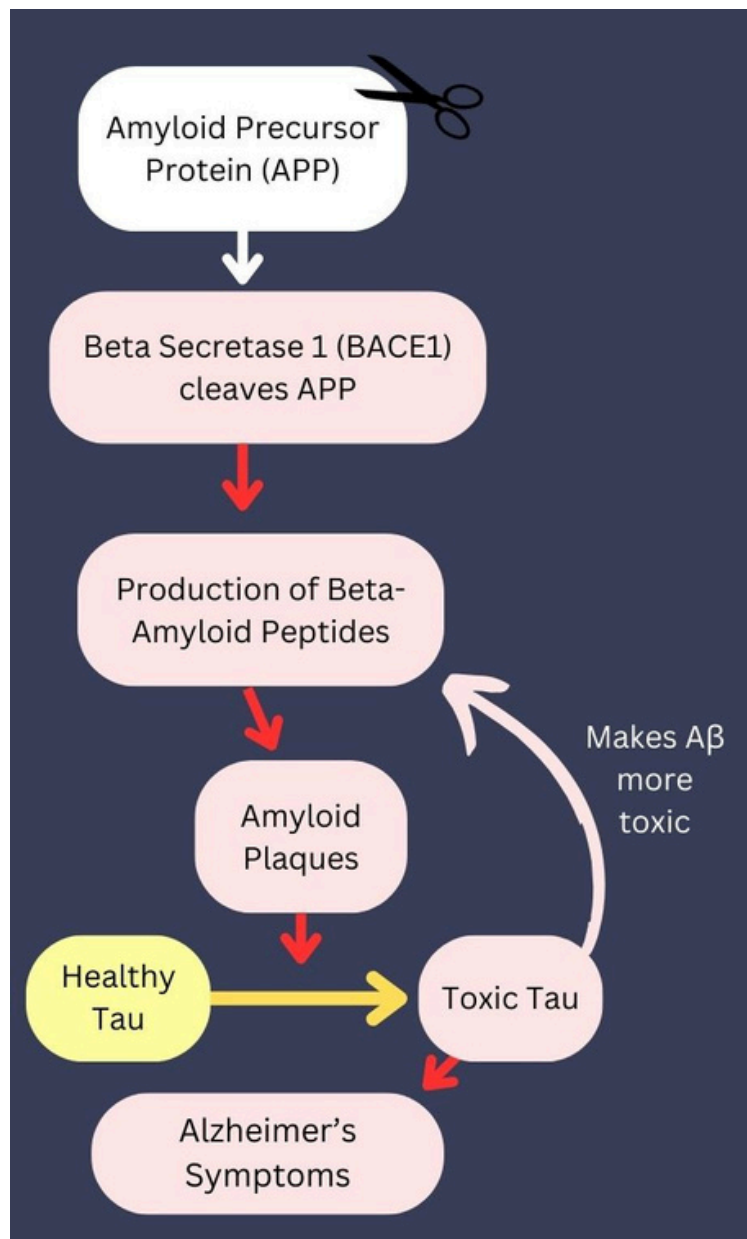 Amyloid Precursor
Protein (APP)
Beta Secretase 1 (BACE1)
cleaves APP
Production of Beta-
Amyloid Peptides
Makes Aβ
more
toxic
Amyloid
Plaques
Healthy
Tau
Toxic Tau
Alzheimer’s
Symptoms